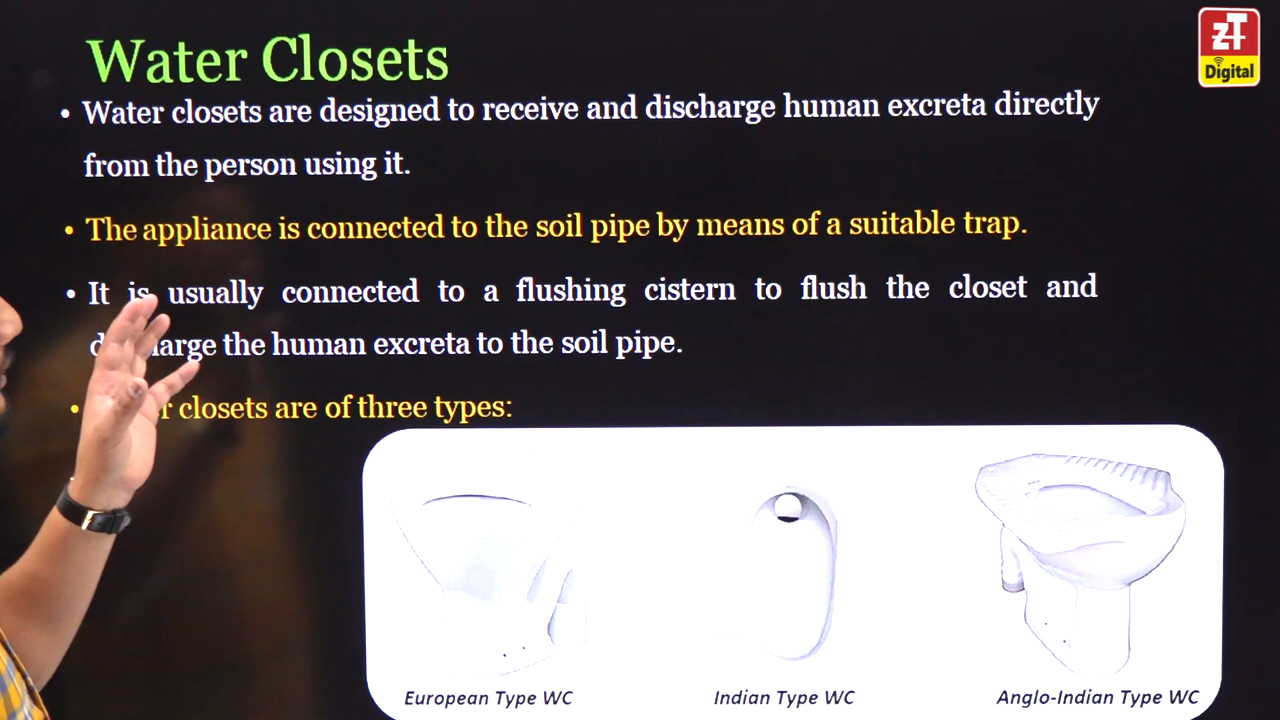 Water Closets
• Water closets are designed to receive and discharge human excreta directly
from the person using it.
• The appliance is connected to the soil pipe by means of a suitable trap.
• It is usually connected to a flushing cistern to flush the closet and
the human excreta to the soil pipe.
• closets are of three types:
European Type WC
Indian Type WC
Anglo-Indian Type WC
ZT
Digital